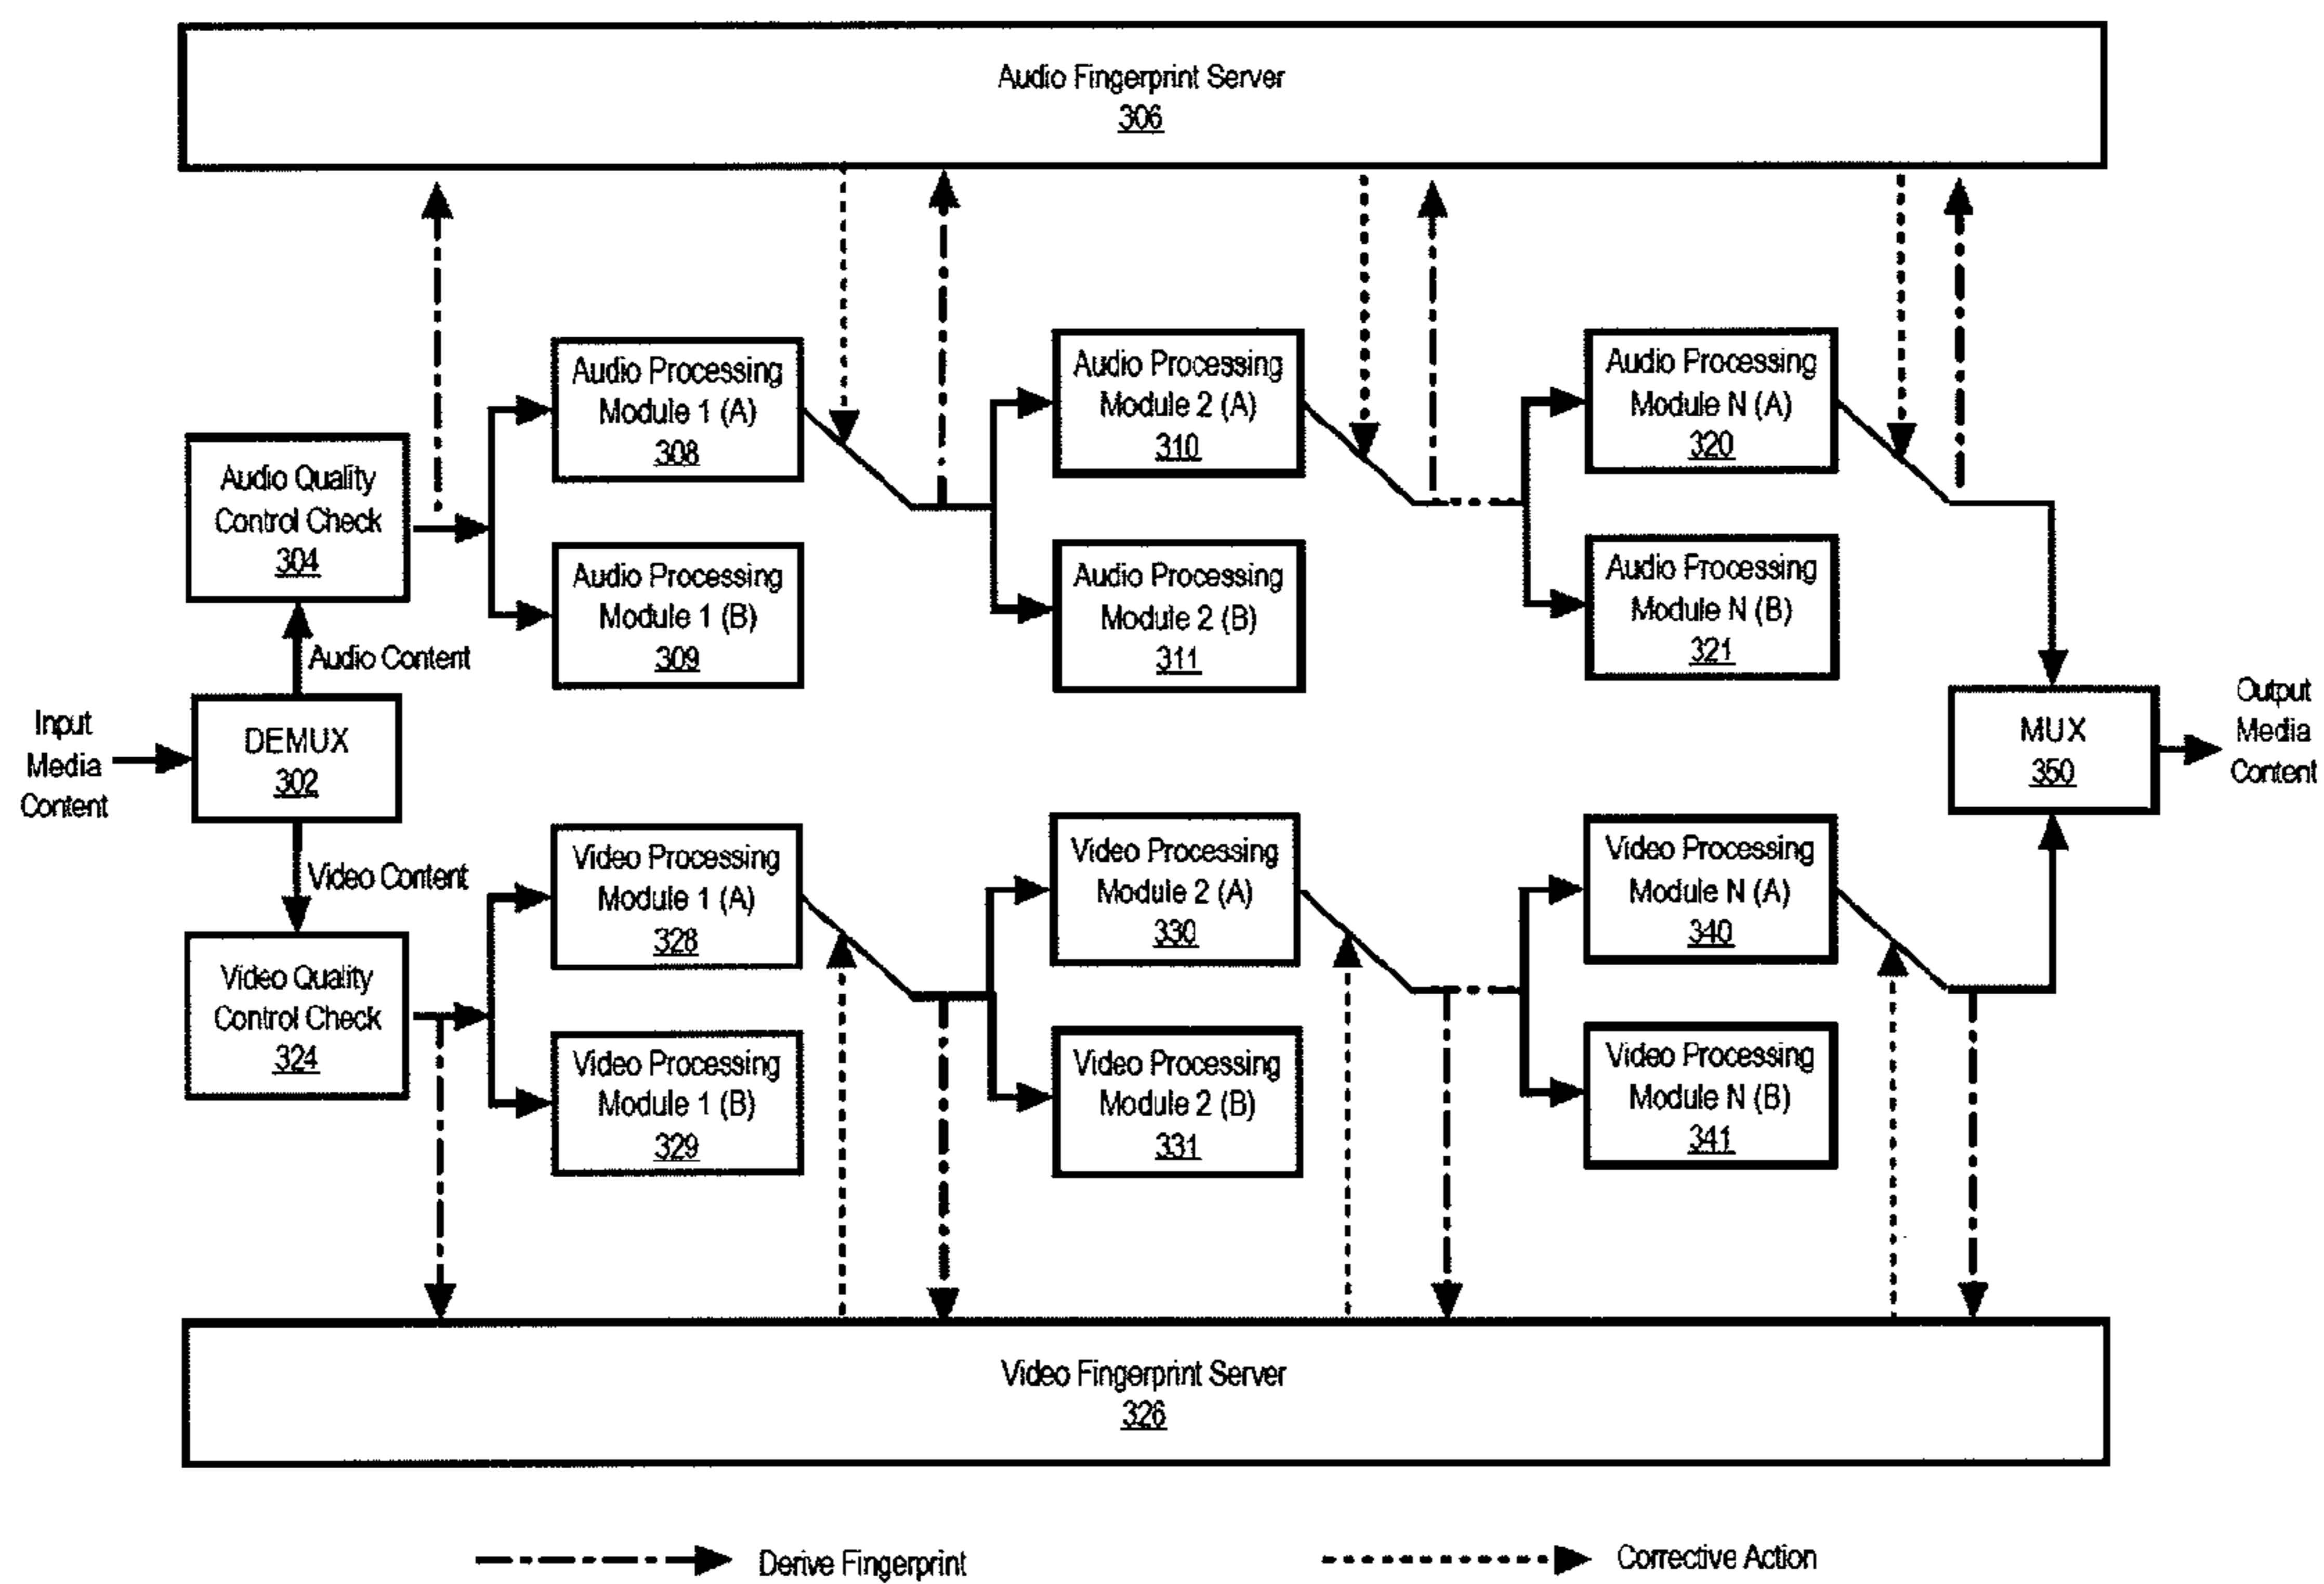 Audio Fingerprint Server
306
Audio Processing
Module 1 (A)
308
Audio Processing
Module 2 (A)
310
Audio Processing
Module N (A)
320
Audio Quality
Control Check
304
Audio Processing
Module 1 (B)
309
Audio Processing
Module 2 (B)
311
Audio Processing
Module N (B)
321
Audio Content
Input
Media
Content
DEMUX
302
MUX
350
Output
Media
Content
Video Content
Video Processing
Module 1 (A)
328
Video Processing
Module 2 (A)
330
Video Processing
Module N (A)
340
Video Quality
Control Check
324
Video Processing
Module 1 (B)
329
Video Processing
Module 2 (B)
331
Video Processing
Module N (B)
341
Video Fingerprint Server
326
Derive Fingerprint
Corrective Action